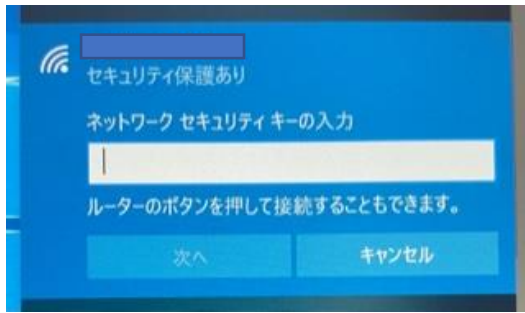 セキュリティ保護あり
ネットワーク セキュリティ キーの入力
ルーターのボタンを押して接続することもできます。
次へ
キャンセル